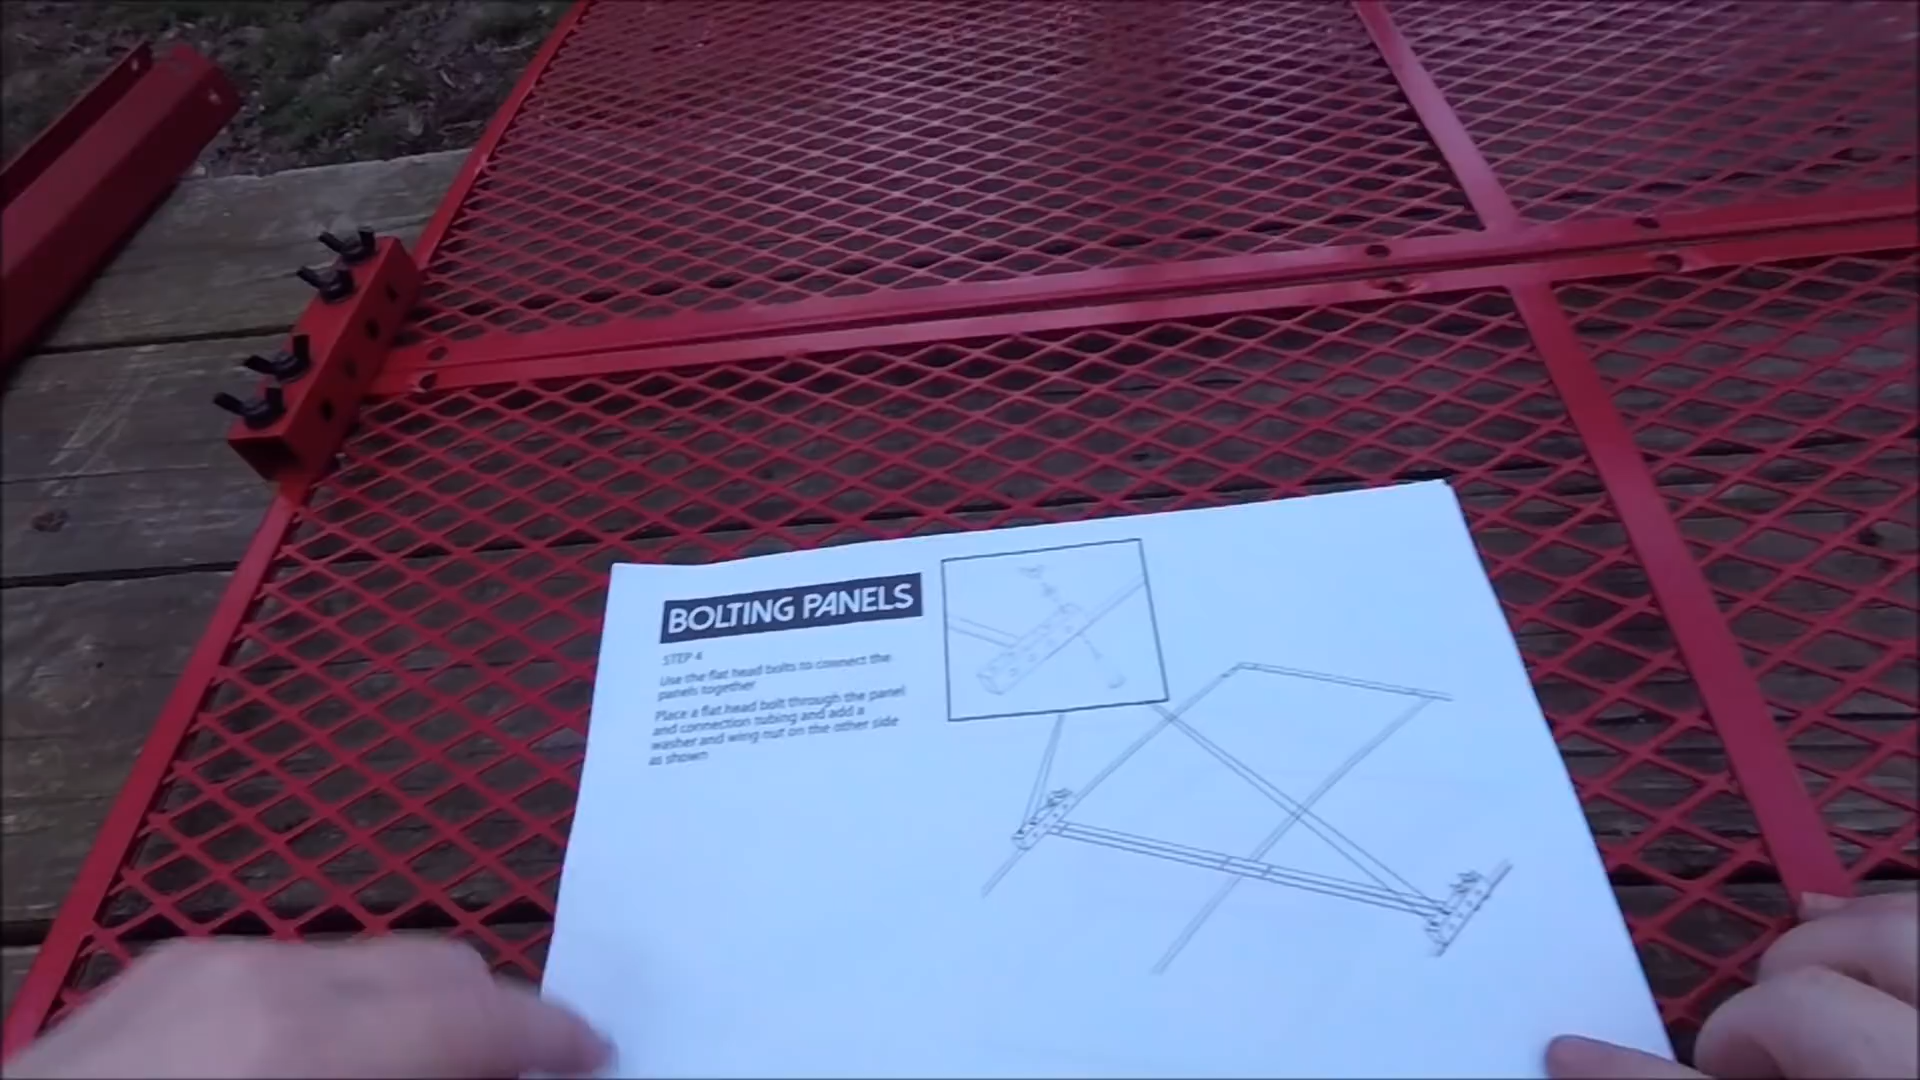 BOLTING PANELS
STEP 4
Use the flat head bolts to connect the
panels together
Place a flat head bolt through the panel
and connection tubing and add a
washer and wing nut on the other side
as shown